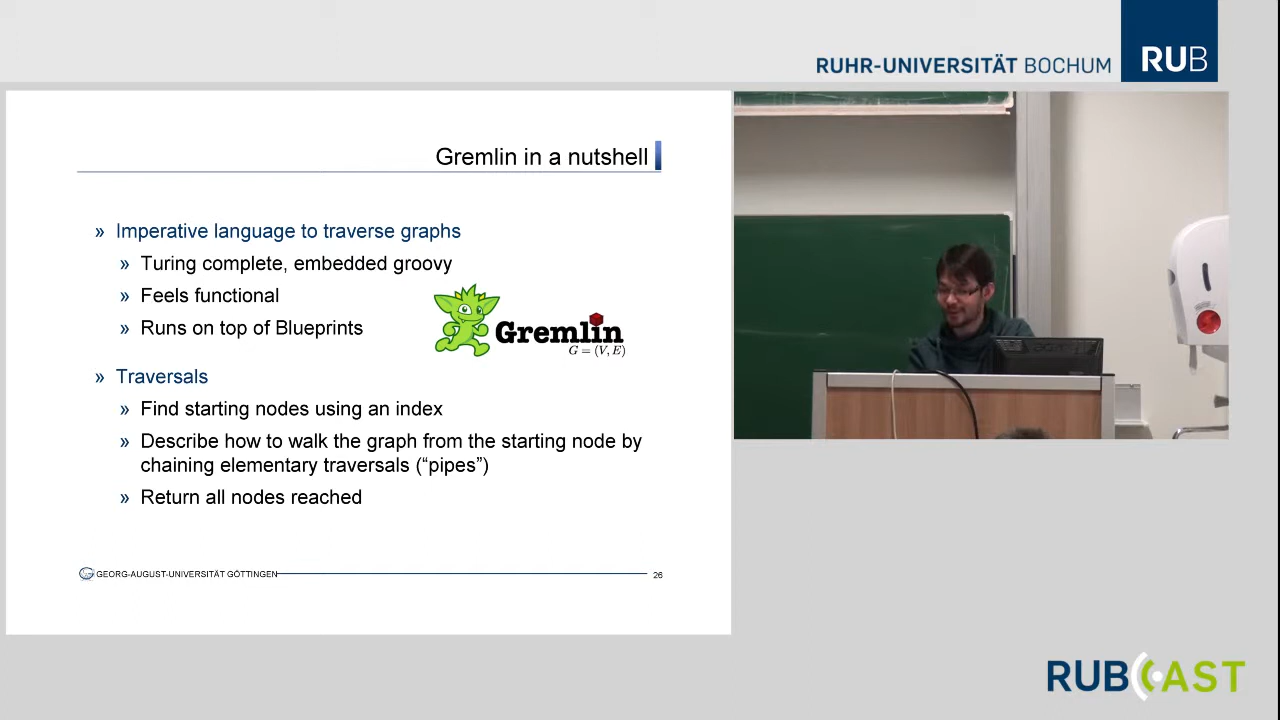 RUHR-UNIVERSITÄT BOCHUM
RUB
Gremlin in a nutshell
» Imperative language to traverse graphs
» Turing complete, embedded groovy
» Feels functional
» Runs on top of Blueprints
Gremlin
G = (V, E)
» Traversals
» Find starting nodes using an index
» Describe how to walk the graph from the starting node by
chaining elementary traversals (“pipes”)
» Return all nodes reached
GEORG-AUGUST-UNIVERSITÄT GÖTTINGEN
26
RUBCAST